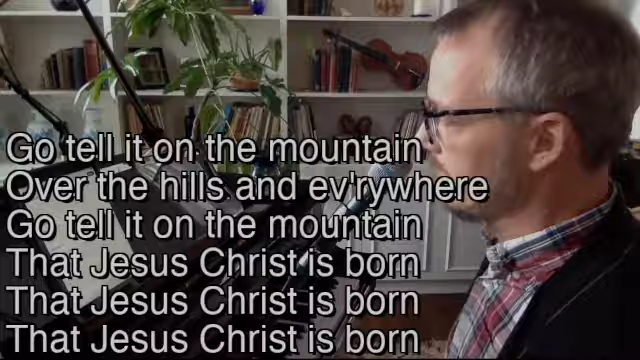 Go tell it on the mountain
Over the hills and ev'rywhere
Go tell it on the mountain
That Jesus Christ is born
That Jesus Christ is born
That Jesus Christ is born